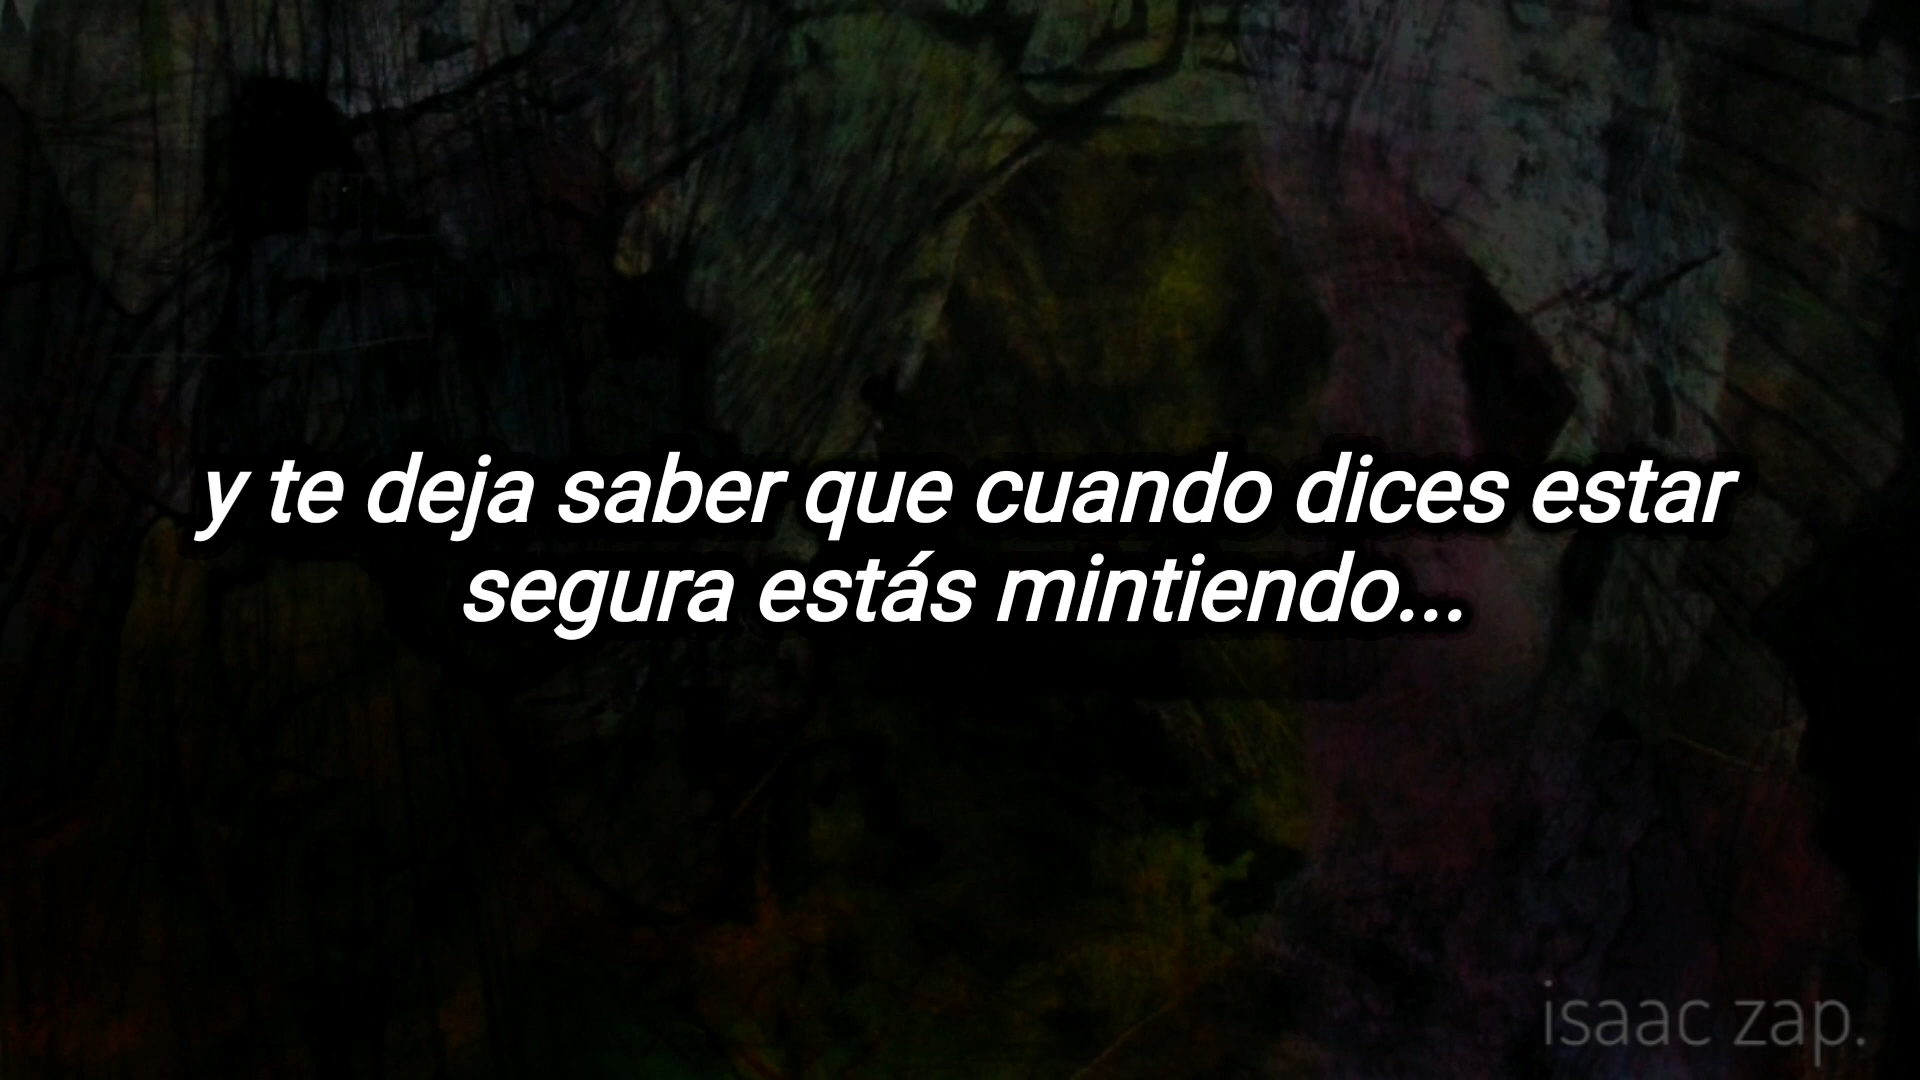 y te deja saber que cuando dices estar
segura estás mintiendo...
isaac zap.